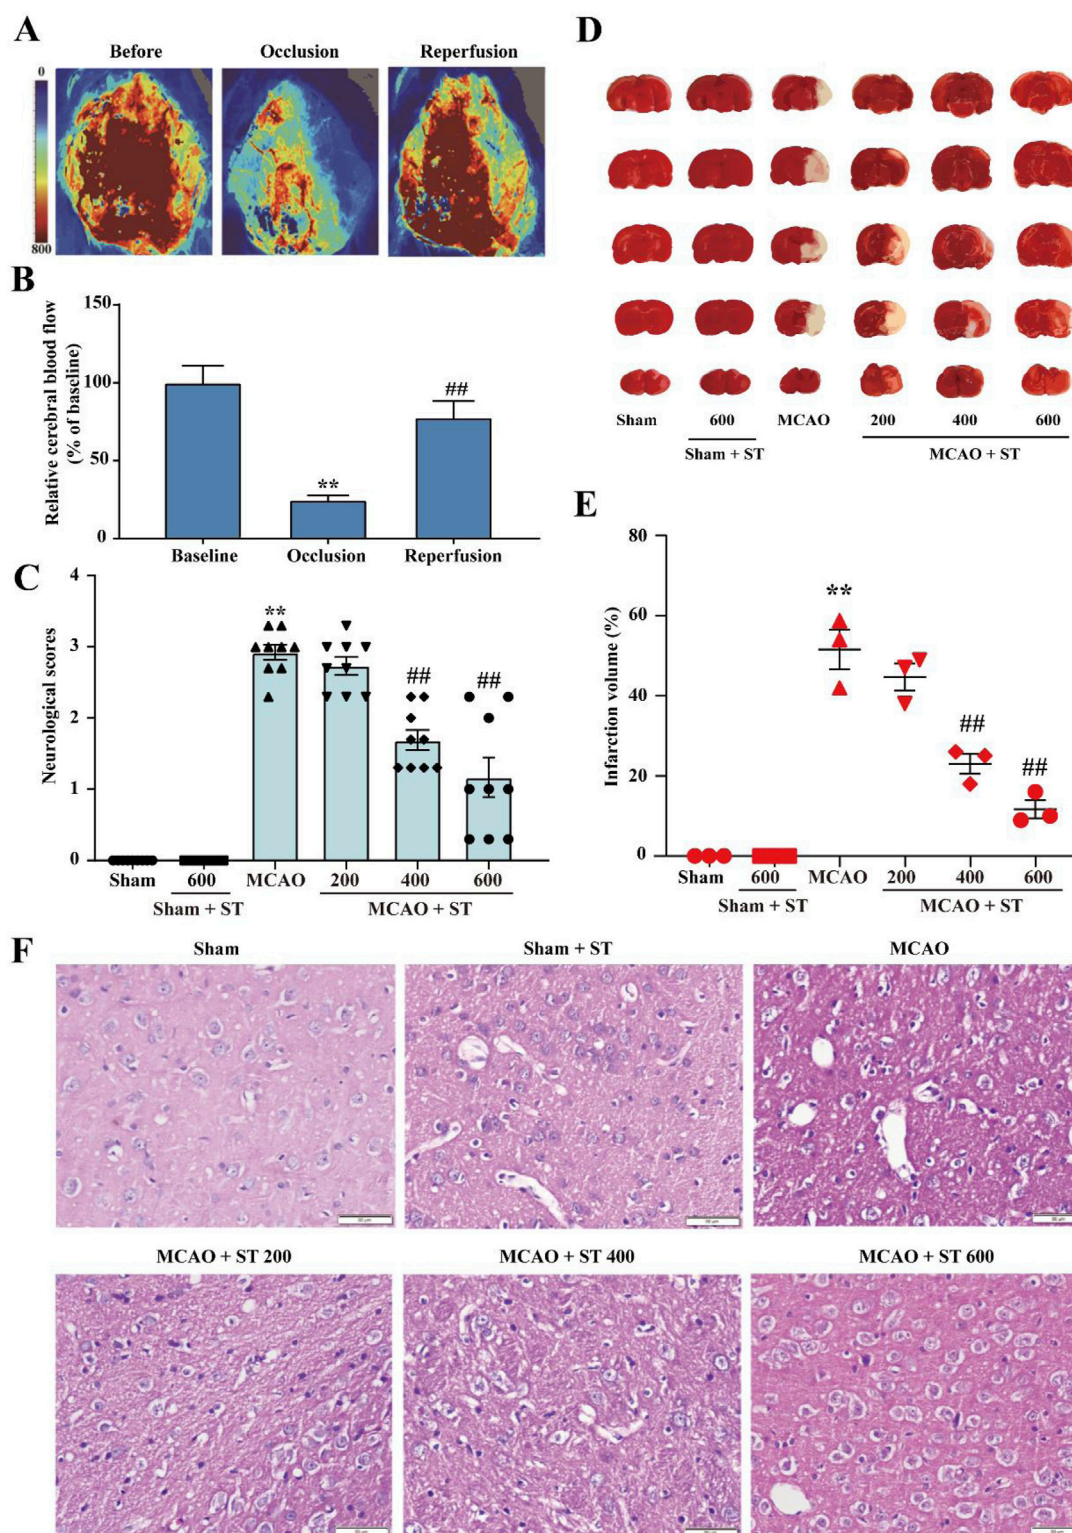 A
Before Occlusion Reperfusion
0
800
B
Relative cerebral blood flow
(% of baseline)
150
100
50
0
**
##
Baseline Occlusion Reperfusion
C
Neurological scores
4
3
2
1
0
**
##
##
Sham 600 MCAO 200 400 600
Sham + ST MCAO + ST
D
Sham 600 MCAO 200 400 600
Sham + ST MCAO + ST
E
Infarction volume (%)
80
60
40
20
0
**
##
##
Sham 600 MCAO 200 400 600
Sham + ST MCAO + ST
F
Sham Sham + ST MCAO
MCAO + ST 200 MCAO + ST 400 MCAO + ST 600